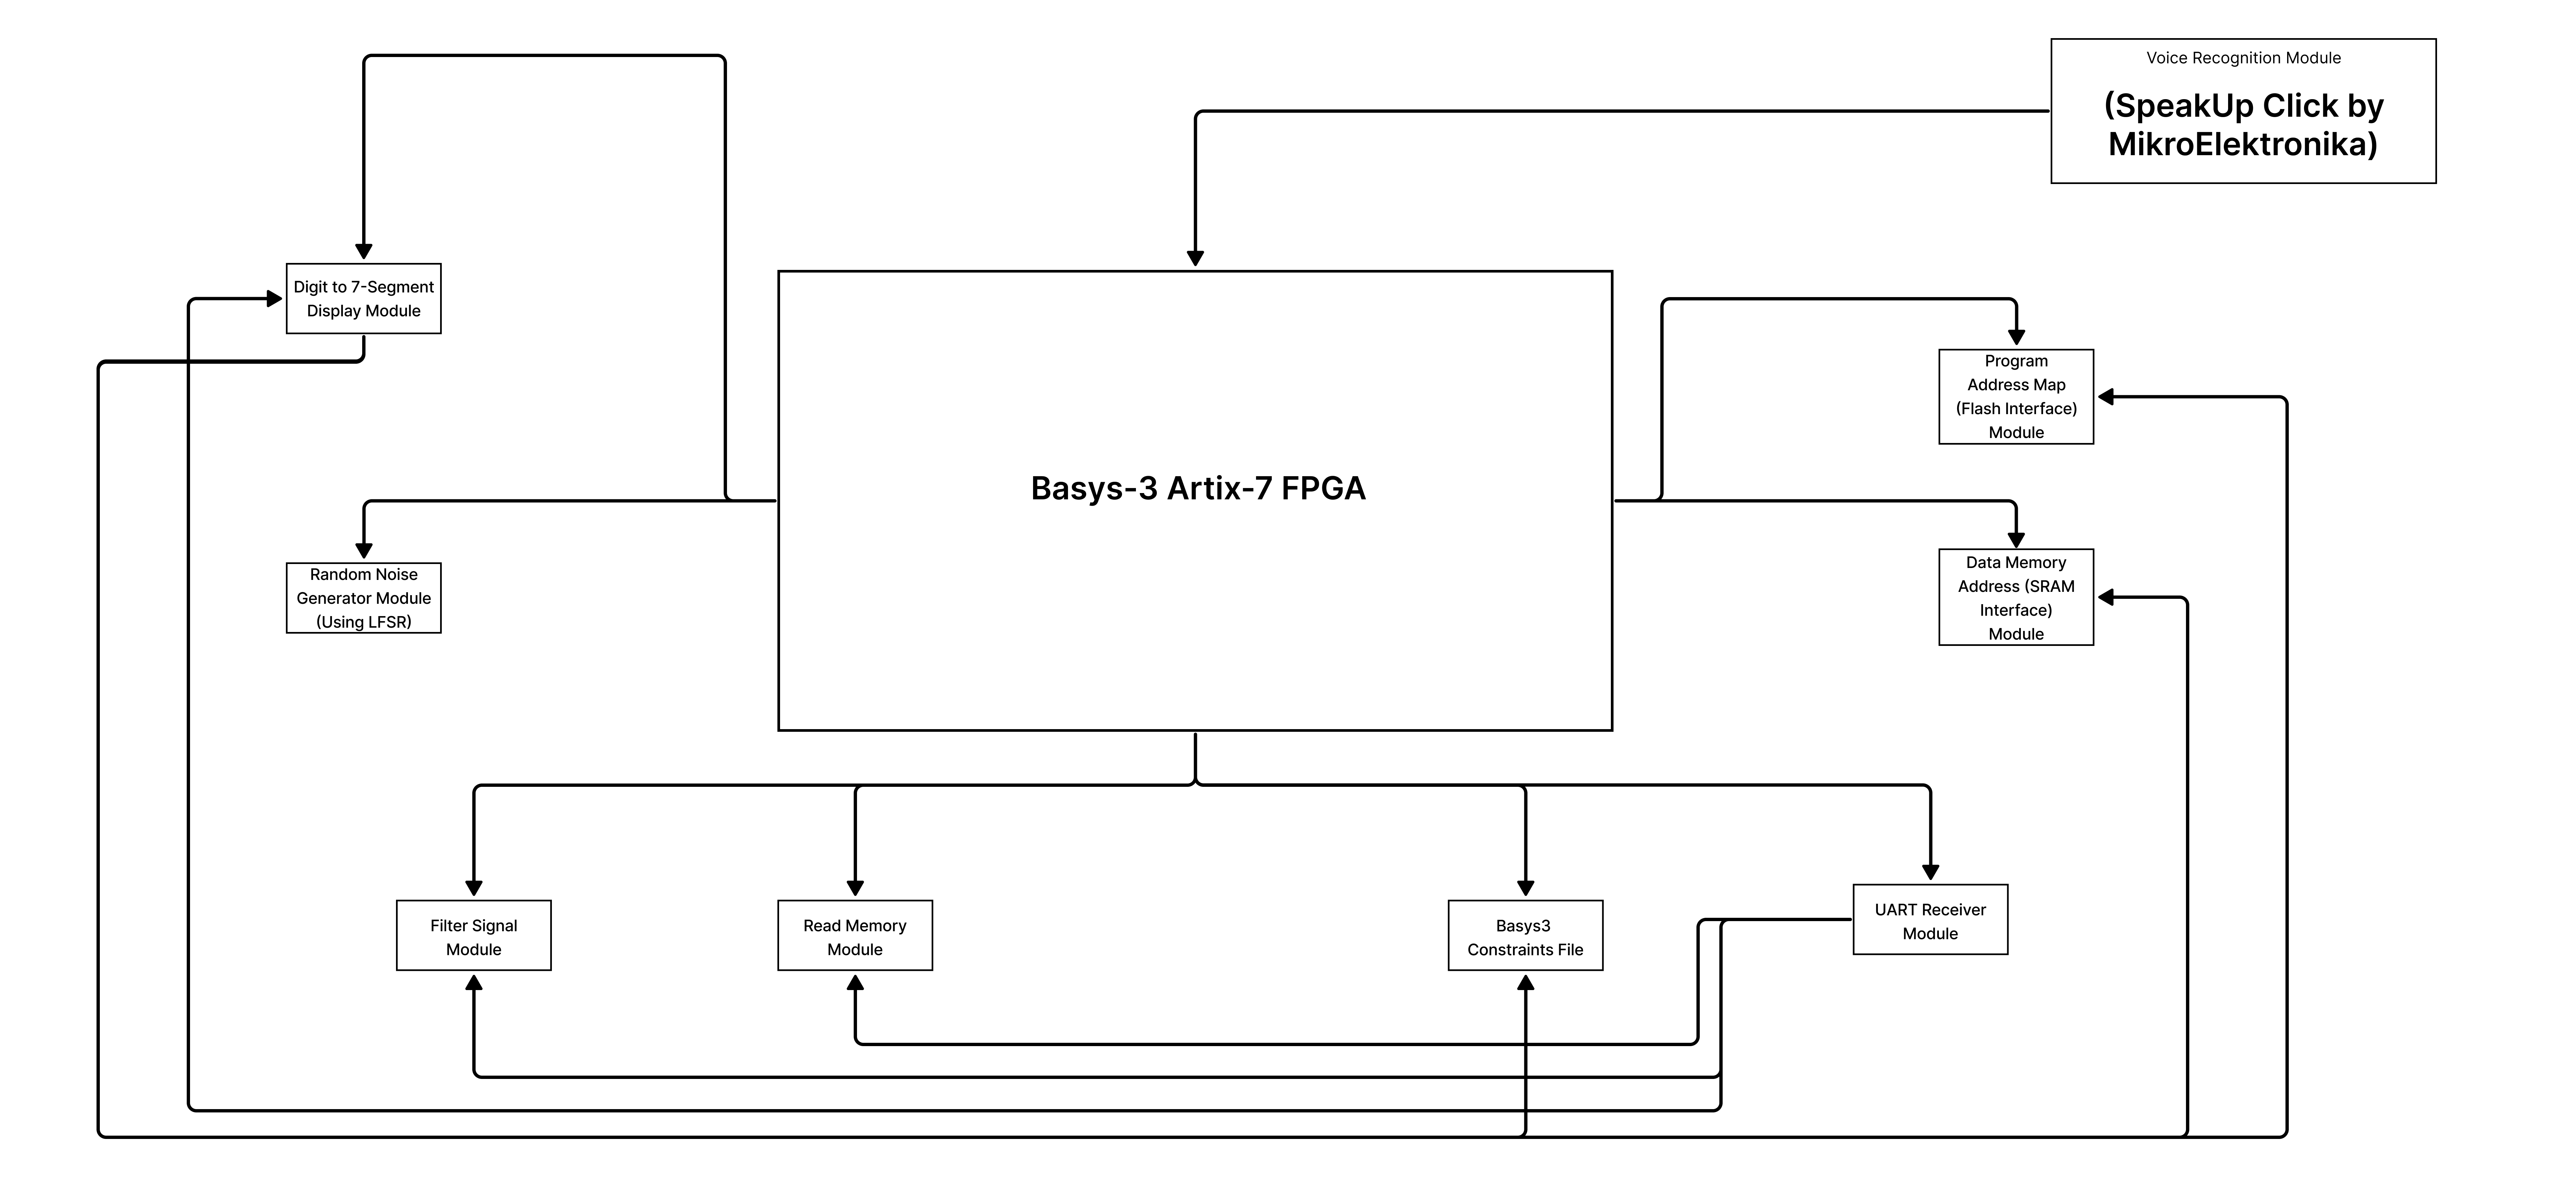 Voice Recognition Module
(SpeakUp Click by
MikroElektronika)
Digit to 7-Segment
Display Module
Program
Address Map
(Flash Interface)
Module
Basys-3 Artix-7 FPGA
Random Noise
Generator Module
(Using LFSR)
Data Memory
Address (SRAM
Interface)
Module
Filter Signal
Module
Read Memory
Module
Basys3
Constraints File
UART Receiver
Module